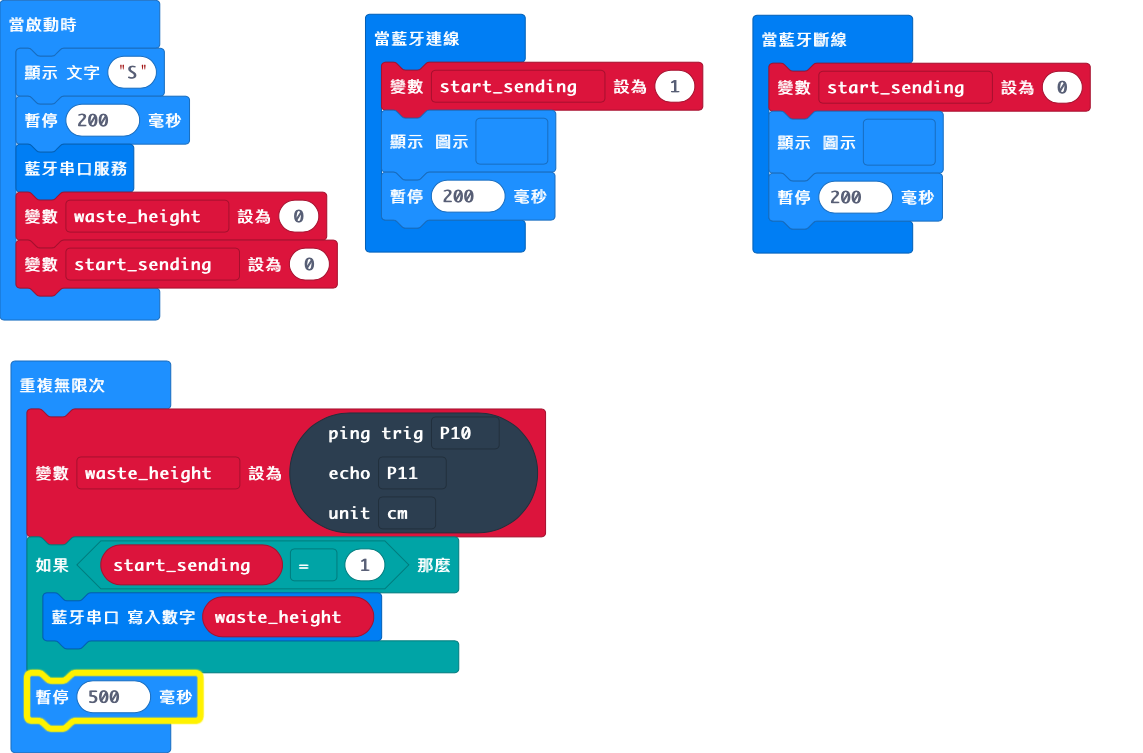 當啟動時
顯示 文字 "S"
暫停 200 毫秒
藍牙串口服務
變數 waste_height 設為 0
變數 start_sending 設為 0
當藍牙連線
變數 start_sending 設為 1
顯示 圖示
暫停 200 毫秒
當藍牙斷線
變數 start_sending 設為 0
顯示 圖示
暫停 200 毫秒
重複無限次
ping trig P10
變數 waste_height 設為 echo P11
unit cm
如果 start_sending = 1 那麼
藍牙串口 寫入數字 waste_height
暫停 500 毫秒